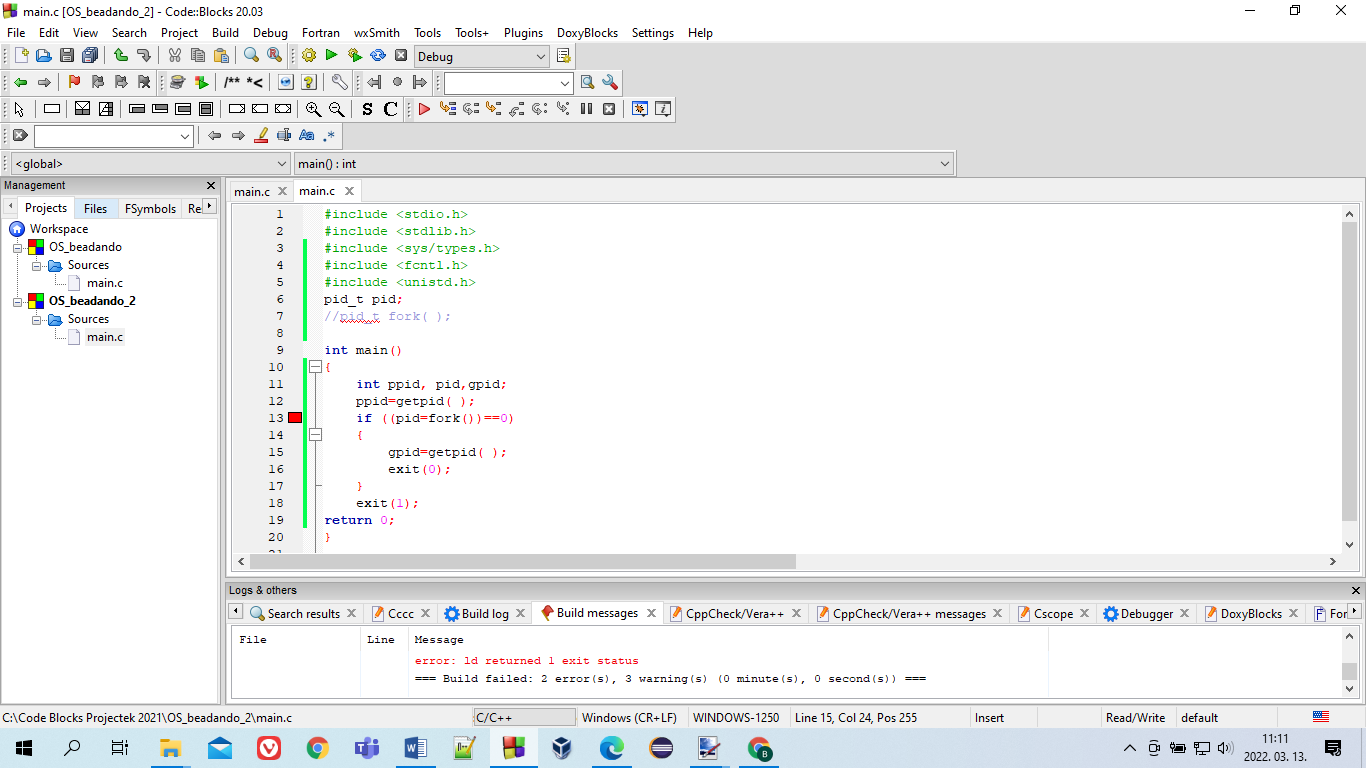 main.c [OS_beadando_2] - Code::Blocks 20.03
File Edit View Search Project Build Debug Fortran wxSmith Tools Tools+ Plugins DoxyBlocks Settings Help
Debug
/** *<
S C
Aa .*
<global> main() : int
Management
Projects Files FSymbols Re
Workspace
OS_beadando
Sources
main.c
OS_beadando_2
Sources
main.c
main.c main.c
1 #include <stdio.h>
2 #include <stdlib.h>
3 #include <sys/types.h>
4 #include <fcntl.h>
5 #include <unistd.h>
6 pid_t pid;
7 //pid_t fork( );
8
9 int main()
10 {
11 int ppid, pid,gpid;
12 ppid=getpid( );
13 if ((pid=fork())==0)
14 {
15 gpid=getpid( );
16 exit(0);
17 }
18 exit(1);
19 return 0;
20 }
21
Logs & others
Search results Cccc Build log Build messages CppCheck/Vera++ CppCheck/Vera++ messages Cscope Debugger DoxyBlocks For
File Line Message
error: ld returned 1 exit status
=== Build failed: 2 error(s), 3 warning(s) (0 minute(s), 0 second(s)) ===
C:\Code Blocks Projectek 2021\OS_beadando_2\main.c C/C++ Windows (CR+LF) WINDOWS-1250 Line 15, Col 24, Pos 255 Insert Read/Write default
11:11
2022. 03. 13.